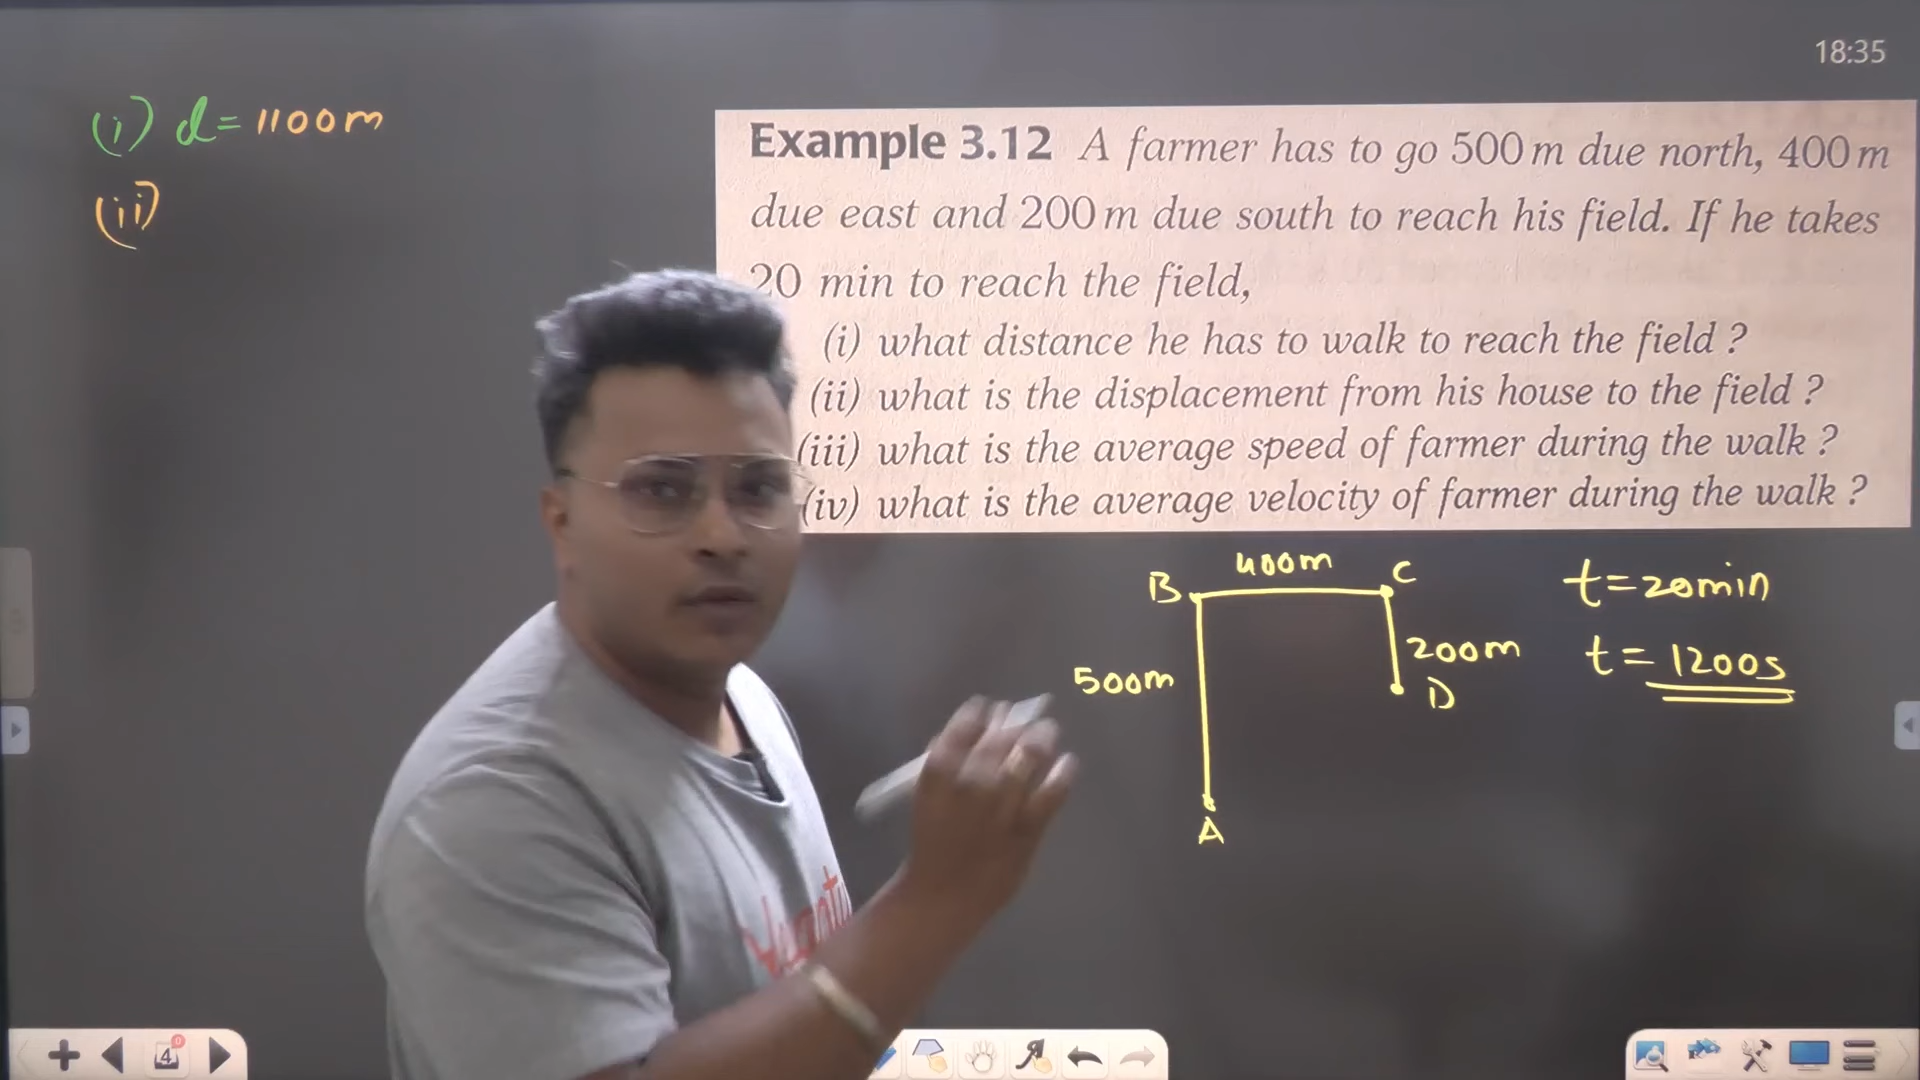 18:35
(i) d = 1100m
(ii)
Example 3.12 A farmer has to go 500 m due north, 400 m
due east and 200 m due south to reach his field. If he takes
20 min to reach the field,
(i) what distance he has to walk to reach the field ?
(ii) what is the displacement from his house to the field ?
(iii) what is the average speed of farmer during the walk ?
(iv) what is the average velocity of farmer during the walk ?
B 400m C
t=20min
500m
200m
t= 1200s
D
A
4